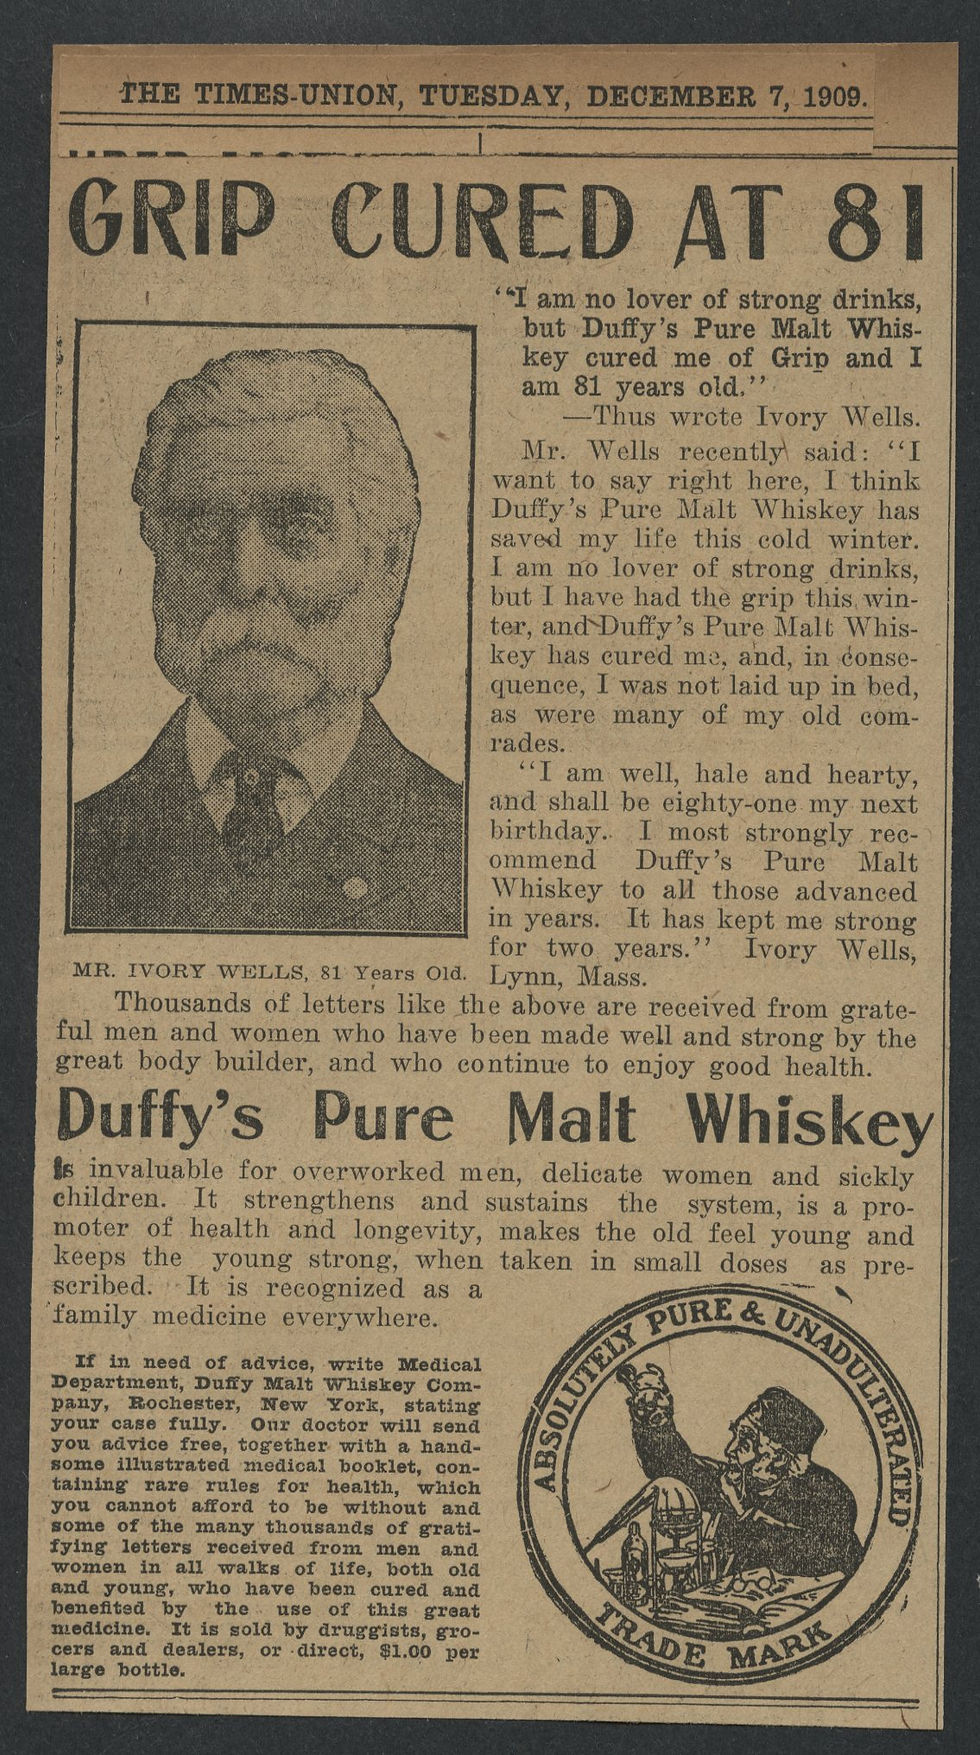 THE TIMES-UNION, TUESDAY, DECEMBER 7, 1909.
GRIP CURED AT 81
"I am no lover of strong drinks,
but Duffy's Pure Malt Whis-
key cured me of Grip and I
am 81 years old."
—Thus wrote Ivory Wells.
Mr. Wells recently said: "I
want to say right here, I think
Duffy's Pure Malt Whiskey has
saved my life this cold winter.
I am no lover of strong drinks,
but I have had the grip this win-
ter, and Duffy's Pure Malt Whis-
key has cured me, and, in conse-
quence, I was not laid up in bed,
as were many of my old com-
rades.
"I am well, hale and hearty,
and shall be eighty-one my next
birthday. I most strongly rec-
ommend Duffy's Pure Malt
Whiskey to all those advanced
in years. It has kept me strong
for two years." Ivory Wells,
Lynn, Mass.
MR. IVORY WELLS, 81 Years Old.
Thousands of letters like the above are received from grate-
ful men and women who have been made well and strong by the
great body builder, and who continue to enjoy good health.
Duffy's Pure Malt Whiskey
Is invaluable for overworked men, delicate women and sickly
children. It strengthens and sustains the system, is a pro-
moter of health and longevity, makes the old feel young and
keeps the young strong, when taken in small doses as pre-
scribed. It is recognized as a
family medicine everywhere.
If in need of advice, write Medical
Department, Duffy Malt Whiskey Com-
pany, Rochester, New York, stating
your case fully. Our doctor will send
you advice free, together with a hand-
some illustrated medical booklet, con-
taining rare rules for health, which
you cannot afford to be without and
some of the many thousands of grati-
fying letters received from men and
women in all walks of life, both old
and young, who have been cured and
benefited by the use of this great
medicine. It is sold by druggists, gro-
cers and dealers, or direct, $1.00 per
large bottle.
ABSOLUTELY PURE & UNADULTERATED
TRADE MARK